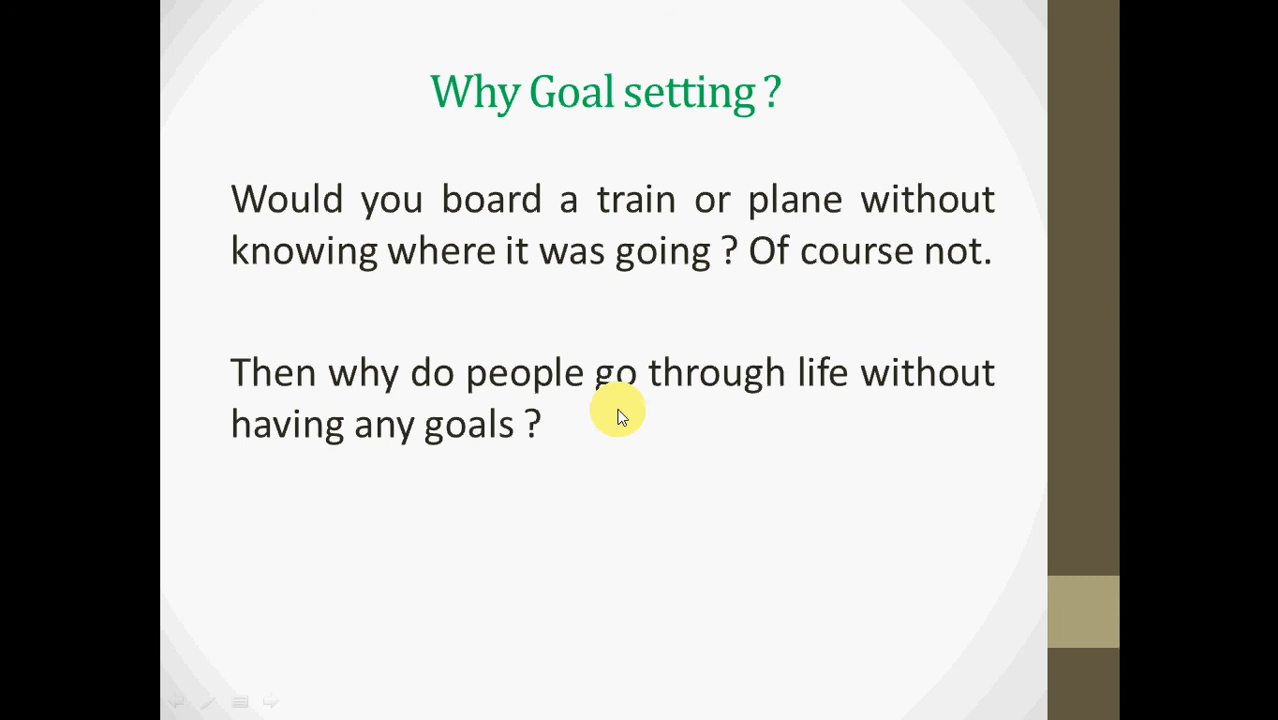 Why Goal setting ?
Would you board a train or plane without
knowing where it was going ? Of course not.
Then why do people go through life without
having any goals ?